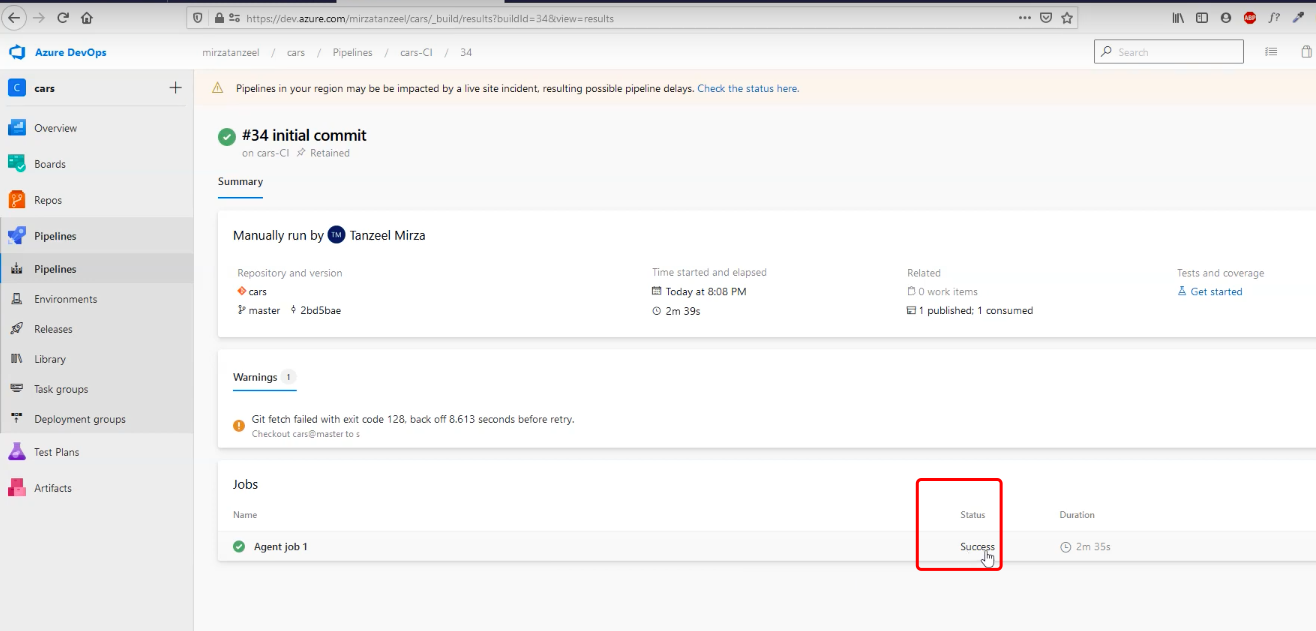 https://dev.azure.com/mirzatanzeel/cars/_build/results?buildId=34&view=results
ABP
f?
Azure DevOps
mirzatanzeel / cars / Pipelines / cars-CI / 34
Search
C cars
Pipelines in your region may be be impacted by a live site incident, resulting possible pipeline delays. Check the status here.
Overview
Boards
Repos
Pipelines
Pipelines
Environments
Releases
Library
Task groups
Deployment groups
Test Plans
Artifacts
#34 initial commit
on cars-CI Retained
Summary
Manually run by TM Tanzeel Mirza
Repository and version
cars
master 2bd5bae
Time started and elapsed
Today at 8:08 PM
2m 39s
Related
0 work items
1 published; 1 consumed
Tests and coverage
Get started
Warnings 1
Git fetch failed with exit code 128, back off 8.613 seconds before retry.
Checkout cars@master to s
Jobs
Name Status Duration
Agent job 1 Success 2m 35s